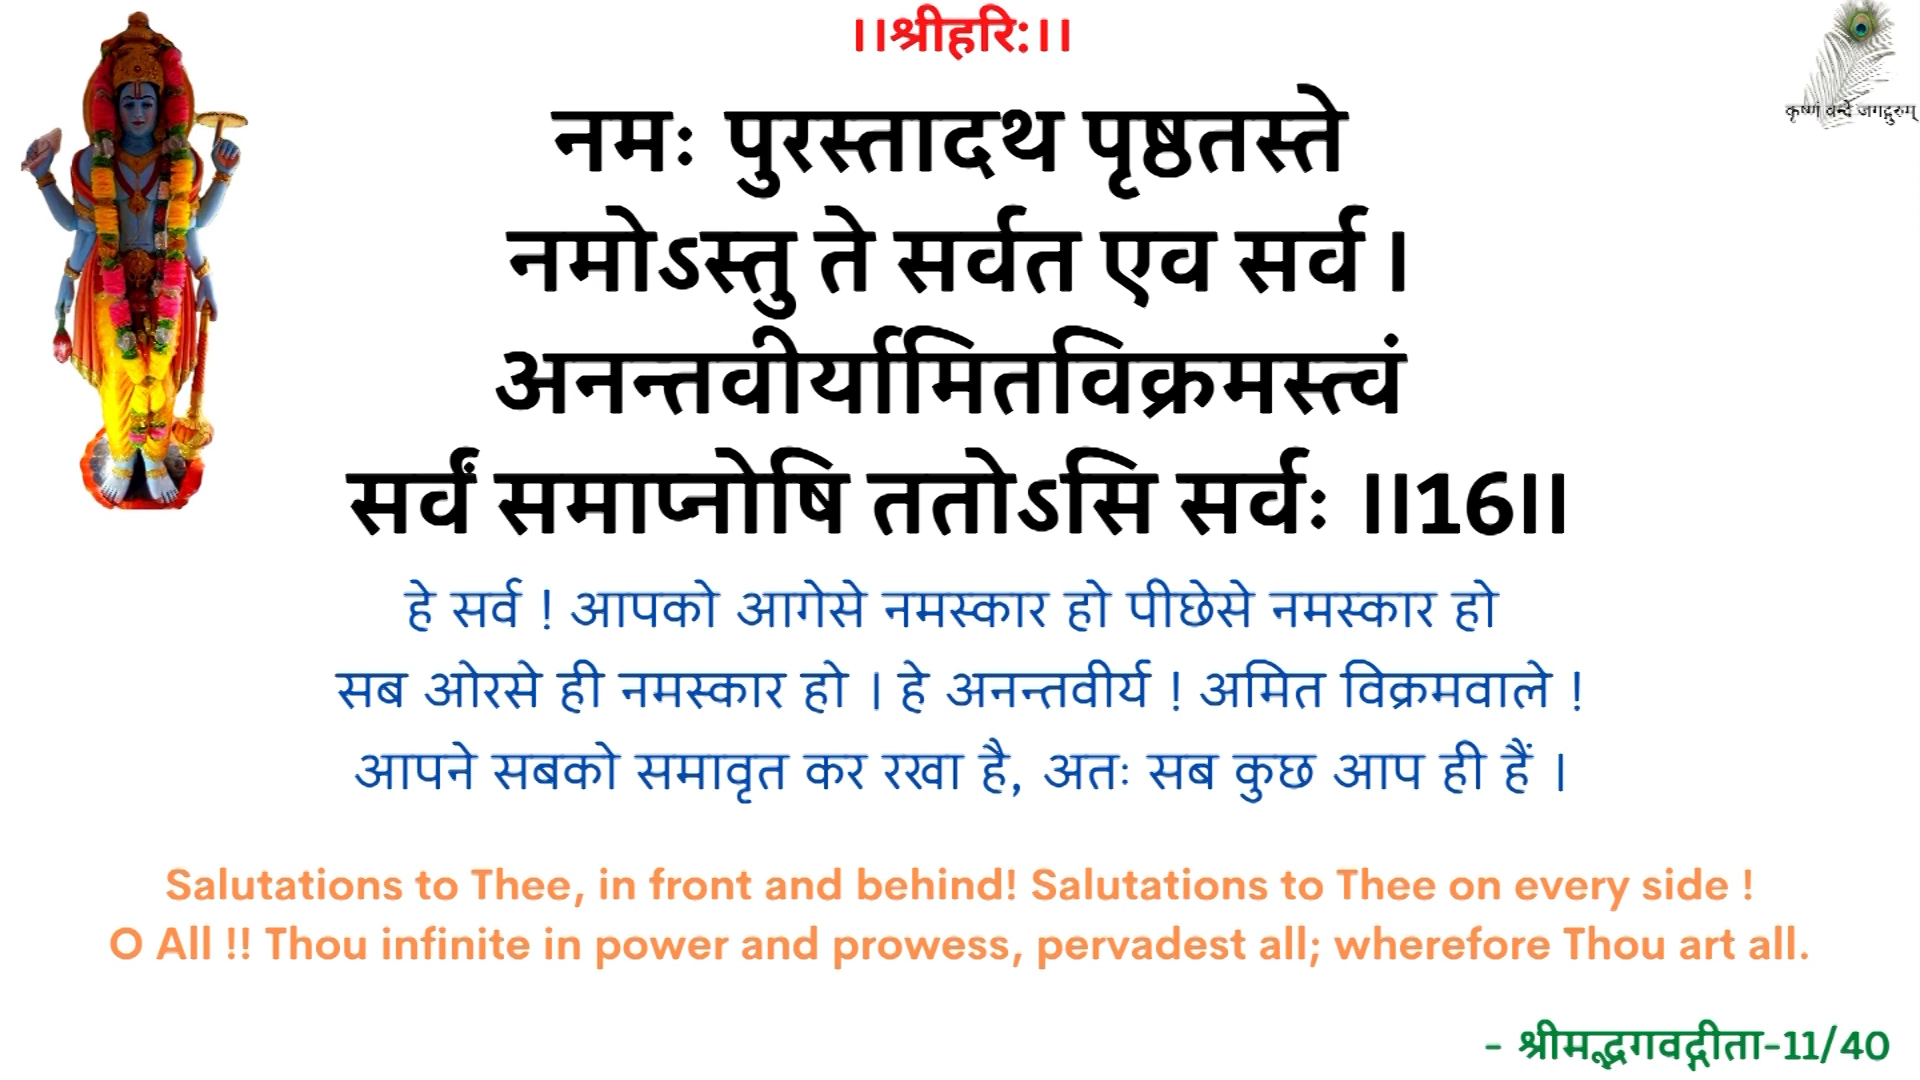 ।।श्रीहरि:।।
कृष्णं वन्दे जगद्गुरुम्
नमः पुरस्तादथ पृष्ठतस्ते
नमोऽस्तु ते सर्वत एव सर्व ।
अनन्तवीर्यामितविक्रमस्त्वं
सर्वं समाप्नोषि ततोऽसि सर्वः ॥16॥
हे सर्व ! आपको आगेसे नमस्कार हो पीछेसे नमस्कार हो
सब ओरसे ही नमस्कार हो । हे अनन्तवीर्य ! अमित विक्रमवाले !
आपने सबको समावृत कर रखा है, अतः सब कुछ आप ही हैं ।
Salutations to Thee, in front and behind! Salutations to Thee on every side !
O All !! Thou infinite in power and prowess, pervadest all; wherefore Thou art all.
- श्रीमद्भगवद्गीता-11/40